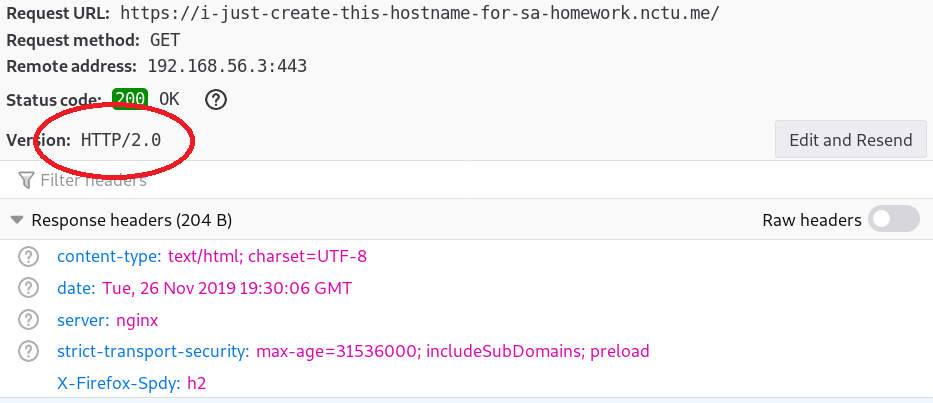 Request URL: https://i-just-create-this-hostname-for-sa-homework.nctu.me/
Request method: GET
Remote address: 192.168.56.3:443
Status code: 200 OK ?
Version: HTTP/2.0 Edit and Resend
Filter headers
Response headers (204 B) Raw headers
? content-type: text/html; charset=UTF-8
? date: Tue, 26 Nov 2019 19:30:06 GMT
? server: nginx
? strict-transport-security: max-age=31536000; includeSubDomains; preload
X-Firefox-Spdy: h2